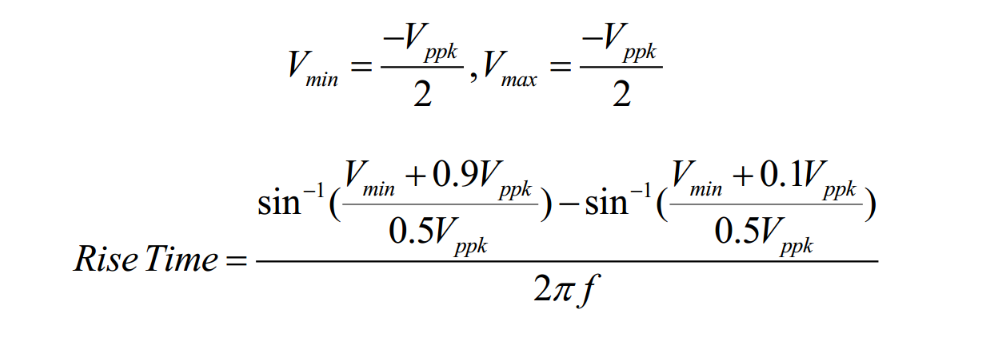 V_min = -V_ppk/2, V_max = -V_ppk/2
Rise Time = (sin⁻¹((V_min + 0.9V_ppk)/(0.5V_ppk)) - sin⁻¹((V_min + 0.1V_ppk)/(0.5V_ppk)))/(2πf)